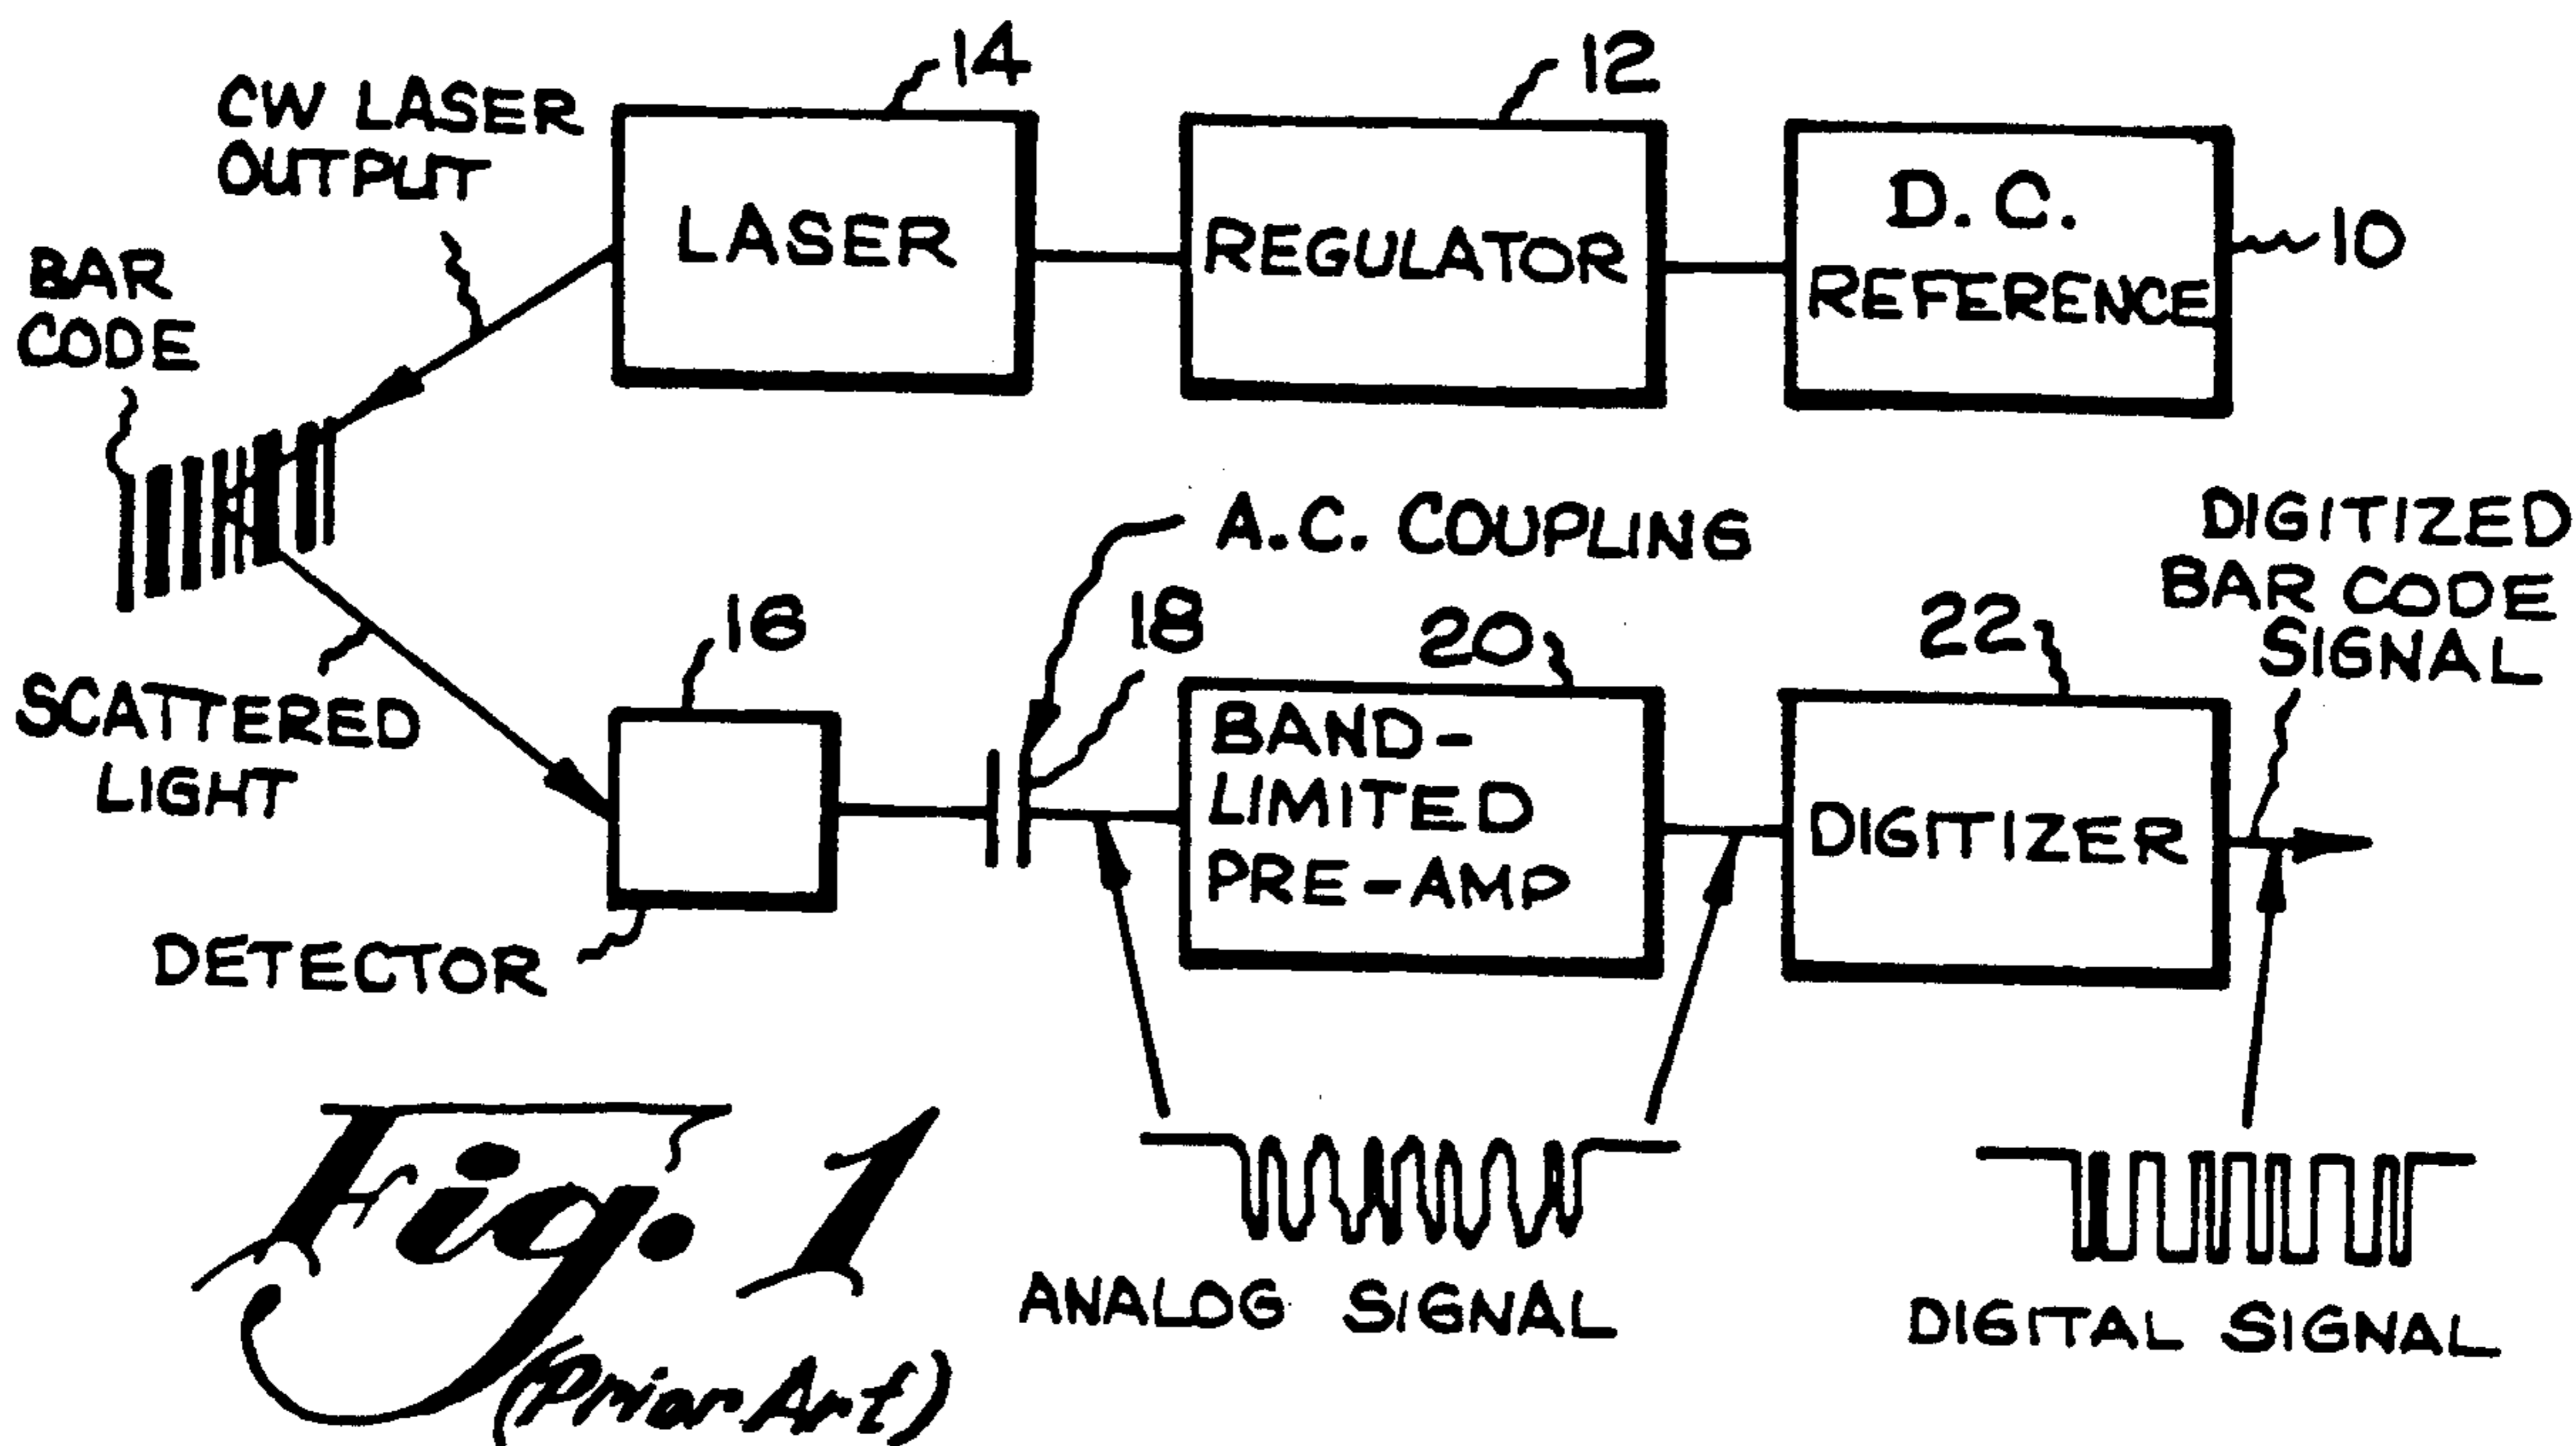 14
12
CW LASER
OUTPUT
LASER
REGULATOR
D.C.
REFERENCE
10
BAR
CODE
A.C. COUPLING
DIGITIZED
BAR CODE
SIGNAL
SCATTERED
LIGHT
16
18
20
22
BAND-
LIMITED
PRE-AMP
DIGITIZER
DETECTOR
ANALOG SIGNAL
DIGITAL SIGNAL
Fig. 1
(Prior Art)